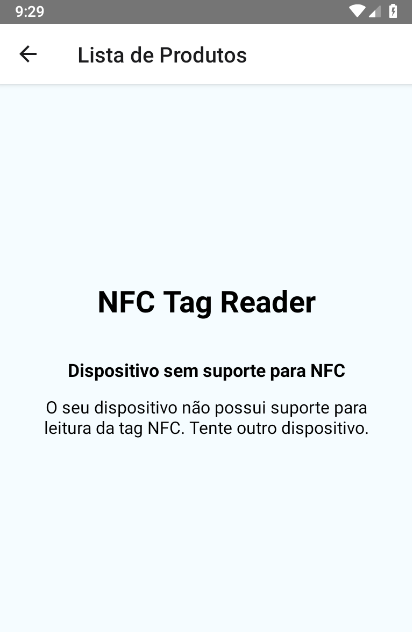 9:29
Lista de Produtos
NFC Tag Reader
Dispositivo sem suporte para NFC
O seu dispositivo não possui suporte para
leitura da tag NFC. Tente outro dispositivo.